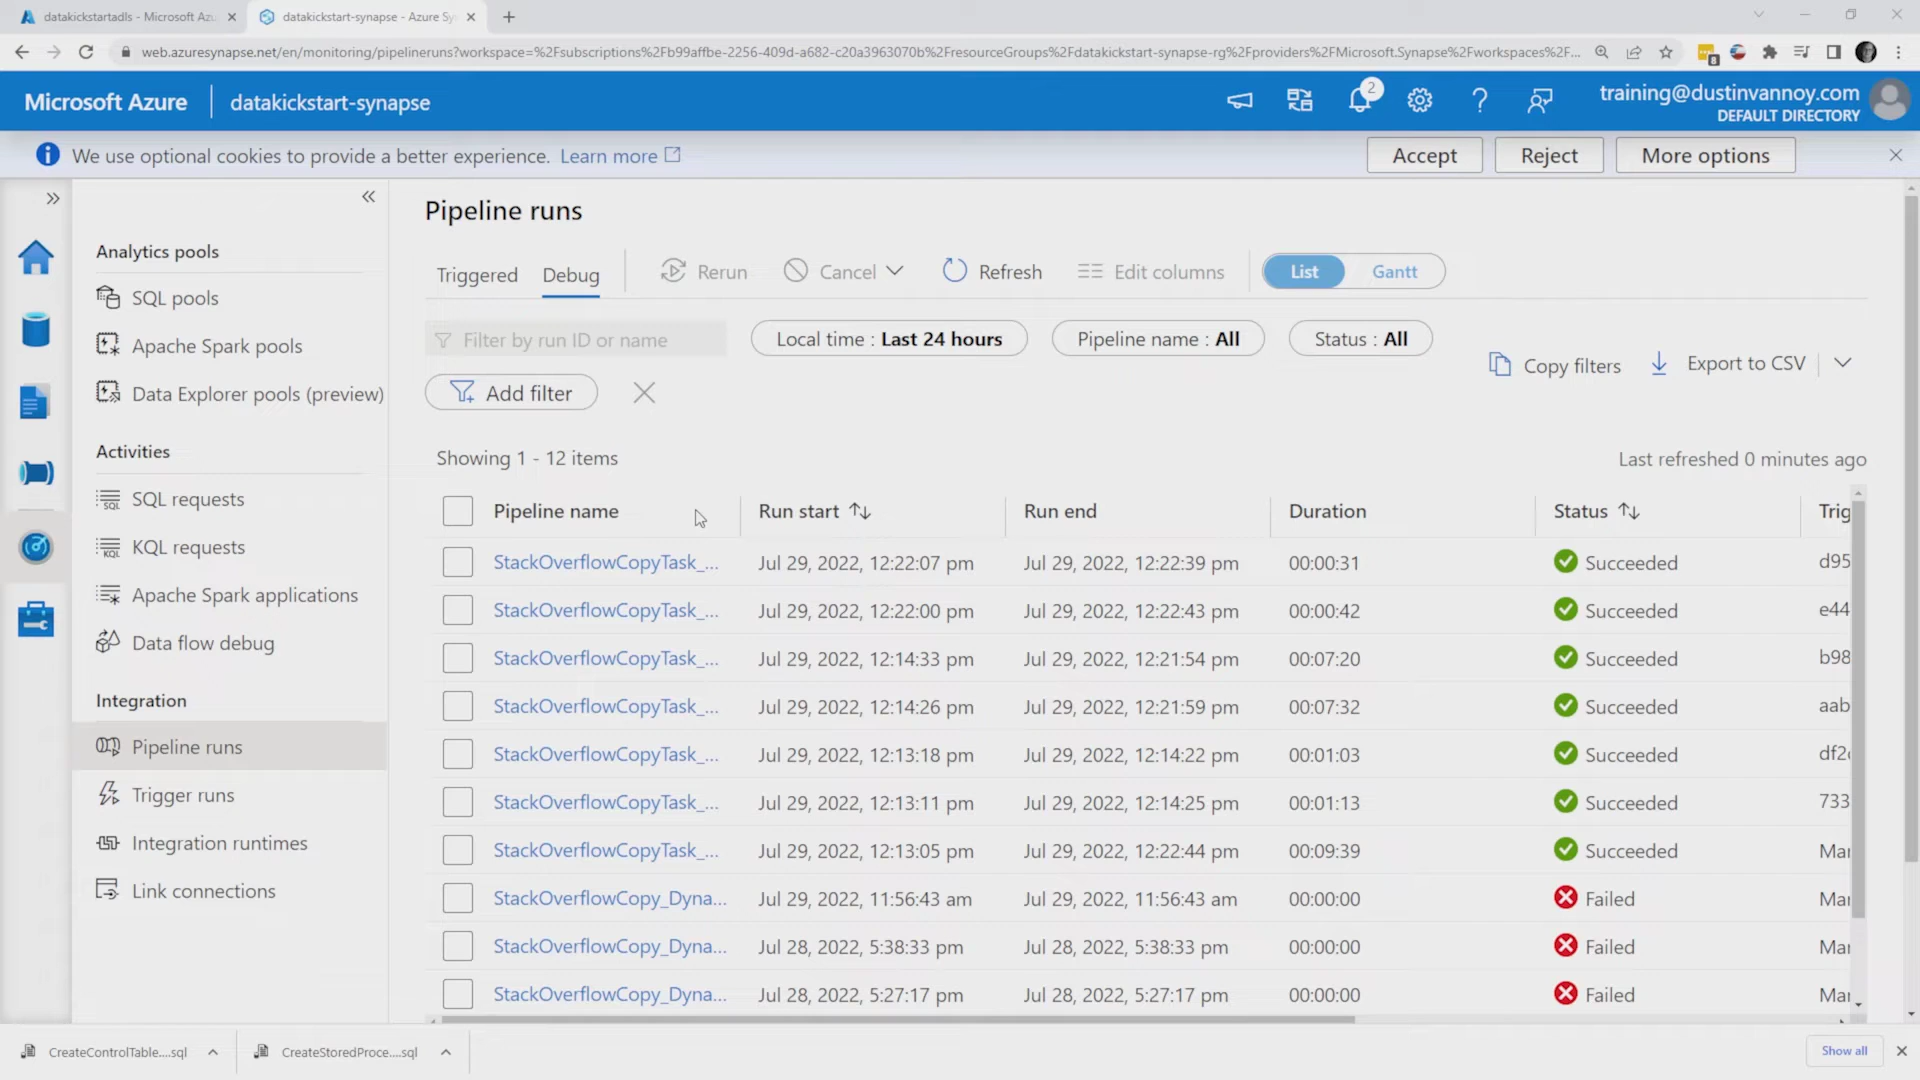 datakickstartadls - Microsoft Azu
datakickstart-synapse - Azure Sy
web.azuresynapse.net/en/monitoring/pipelineruns?workspace=%2Fsubscriptions%2Fb99affbe-2256-409d-a682-c20a3963070b%2FresourceGroups%2Fdatakickstart-synapse-rg%2Fproviders%2FMicrosoft.Synapse%2Fworkspaces%2F...
8
Microsoft Azure
datakickstart-synapse
2
training@dustinvannoy.com
DEFAULT DIRECTORY
We use optional cookies to provide a better experience. Learn more
Accept
Reject
More options
Analytics pools
SQL pools
Apache Spark pools
Data Explorer pools (preview)
Activities
SQL requests
KQL requests
Apache Spark applications
Data flow debug
Integration
Pipeline runs
Trigger runs
Integration runtimes
Link connections
Pipeline runs
Triggered Debug Rerun Cancel Refresh Edit columns List Gantt
Filter by run ID or name Local time : Last 24 hours Pipeline name : All Status : All
Copy filters Export to CSV
Add filter
Showing 1 - 12 items
Last refreshed 0 minutes ago
Pipeline name Run start Run end Duration Status Trig
StackOverflowCopyTask_... Jul 29, 2022, 12:22:07 pm Jul 29, 2022, 12:22:39 pm 00:00:31 Succeeded d95
StackOverflowCopyTask_... Jul 29, 2022, 12:22:00 pm Jul 29, 2022, 12:22:43 pm 00:00:42 Succeeded e44
StackOverflowCopyTask_... Jul 29, 2022, 12:14:33 pm Jul 29, 2022, 12:21:54 pm 00:07:20 Succeeded b98
StackOverflowCopyTask_... Jul 29, 2022, 12:14:26 pm Jul 29, 2022, 12:21:59 pm 00:07:32 Succeeded aab
StackOverflowCopyTask_... Jul 29, 2022, 12:13:18 pm Jul 29, 2022, 12:14:22 pm 00:01:03 Succeeded df2
StackOverflowCopyTask_... Jul 29, 2022, 12:13:11 pm Jul 29, 2022, 12:14:25 pm 00:01:13 Succeeded 733
StackOverflowCopyTask_... Jul 29, 2022, 12:13:05 pm Jul 29, 2022, 12:22:44 pm 00:09:39 Succeeded Mar
StackOverflowCopy_Dyna... Jul 29, 2022, 11:56:43 am Jul 29, 2022, 11:56:43 am 00:00:00 Failed Mar
StackOverflowCopy_Dyna... Jul 28, 2022, 5:38:33 pm Jul 28, 2022, 5:38:33 pm 00:00:00 Failed Mar
StackOverflowCopy_Dyna... Jul 28, 2022, 5:27:17 pm Jul 28, 2022, 5:27:17 pm 00:00:00 Failed Mar
CreateControlTable....sql
CreateStoredProce....sql
Show all